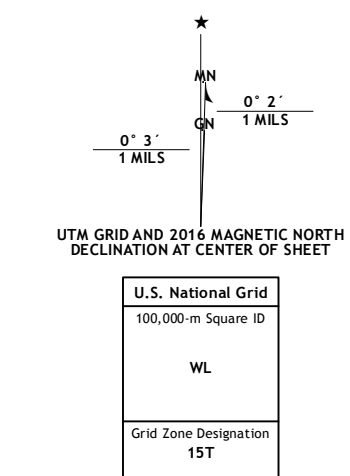 ★
MN
0° 2´
1 MILS
GN
0° 3´
1 MILS
UTM GRID AND 2016 MAGNETIC NORTH
DECLINATION AT CENTER OF SHEET
U.S. National Grid
100,000-m Square ID
WL
Grid Zone Designation
15T